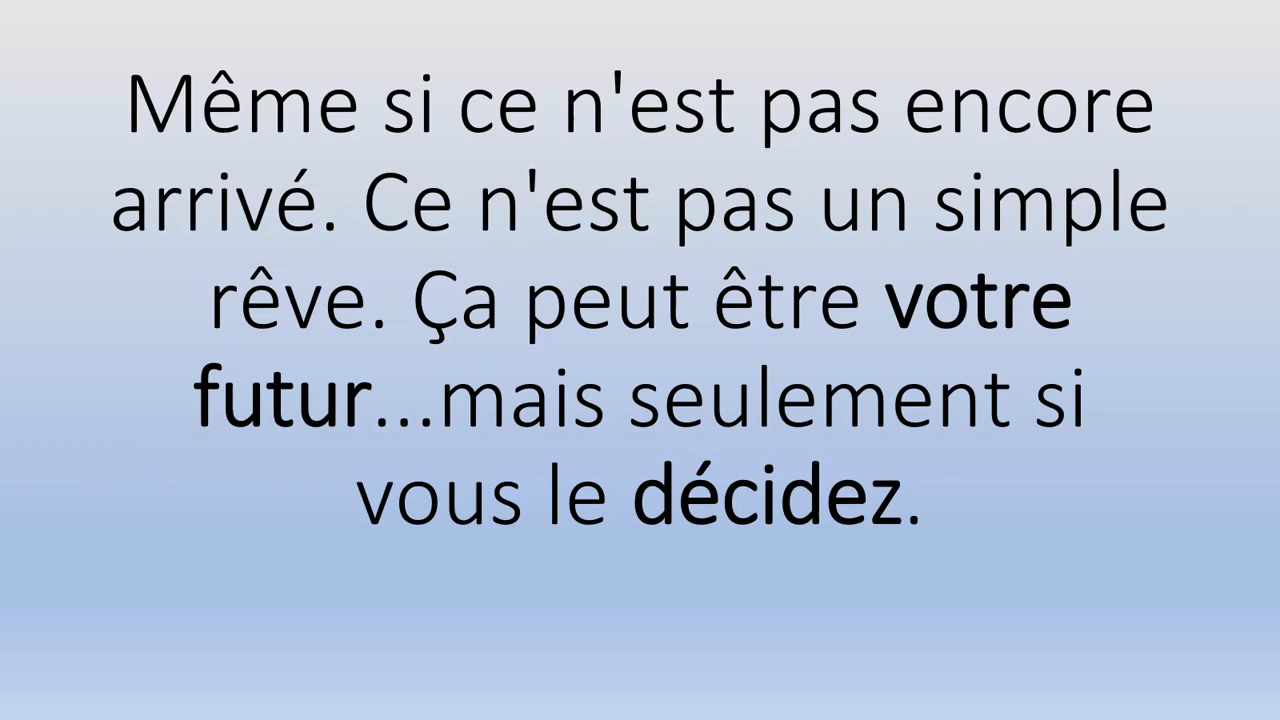 Même si ce n'est pas encore
arrivé. Ce n'est pas un simple
rêve. Ça peut être votre
futur...mais seulement si
vous le décidez.